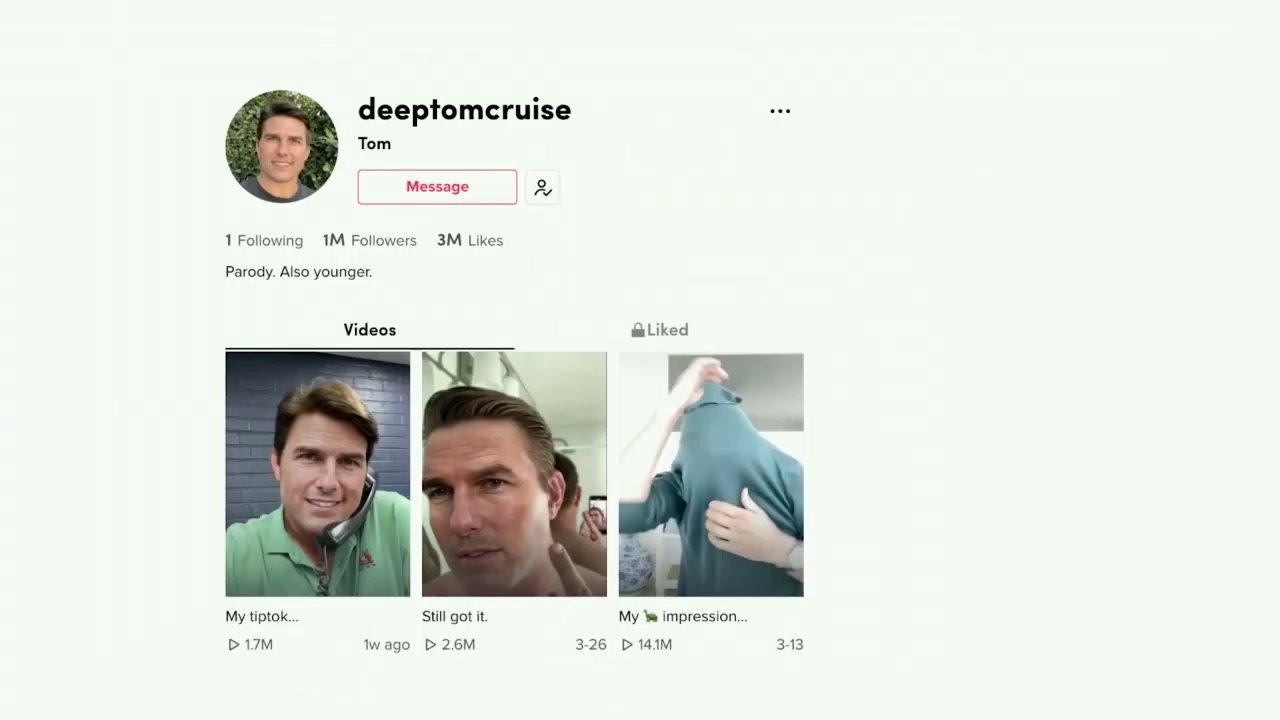 deeptomcruise
Tom
Message
1 Following 1M Followers 3M Likes
Parody. Also younger.
Videos Liked
My tiptok...
1.7M 1w ago
Still got it.
2.6M 3-26
My 🐢 impression...
14.1M 3-13